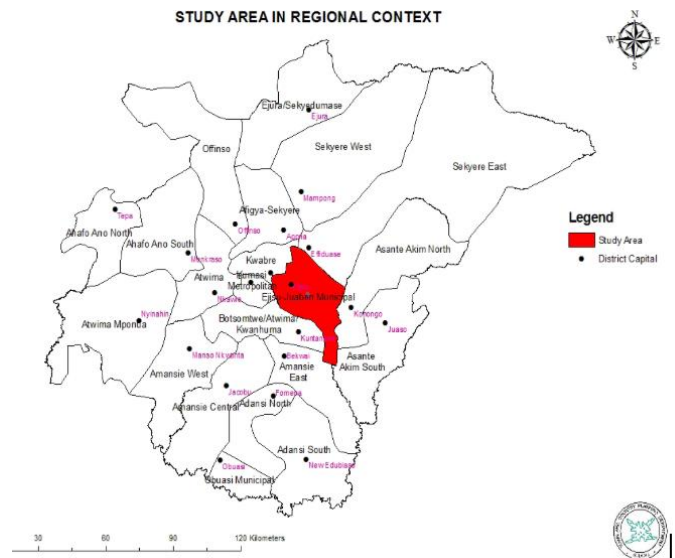 STUDY AREA IN REGIONAL CONTEXT
N
W
E
S
Ejura/Sekyedumase
Ejura
Offinso
Sekyere West
Sekyere East
Mampong
Tepa
Ahafo Ano North
Afigya-Sekyere
Offinso
Agona
Ahafo Ano South
Mankraso
Effiduase
Asante Akim North
Kwabre
Kumasi
Metropolitan
Atwima
Nkawie
Ejisu-Juaben Municipal
Nyinahin
Atwima Mponua
Botsomtwe/Atwima/
Kwanhuma
Konongo
Juaso
Kuntanase
Manso Nkwanta
Bekwai
Asante
Akim South
Amansie West
Amansie
East
Jacobu
Fomena
Amansie Central
Adansi North
Adansi South
Obuasi
New Edubiase
Obuasi Municipal
Legend
Study Area
District Capital
30
60
90
120 Kilometers